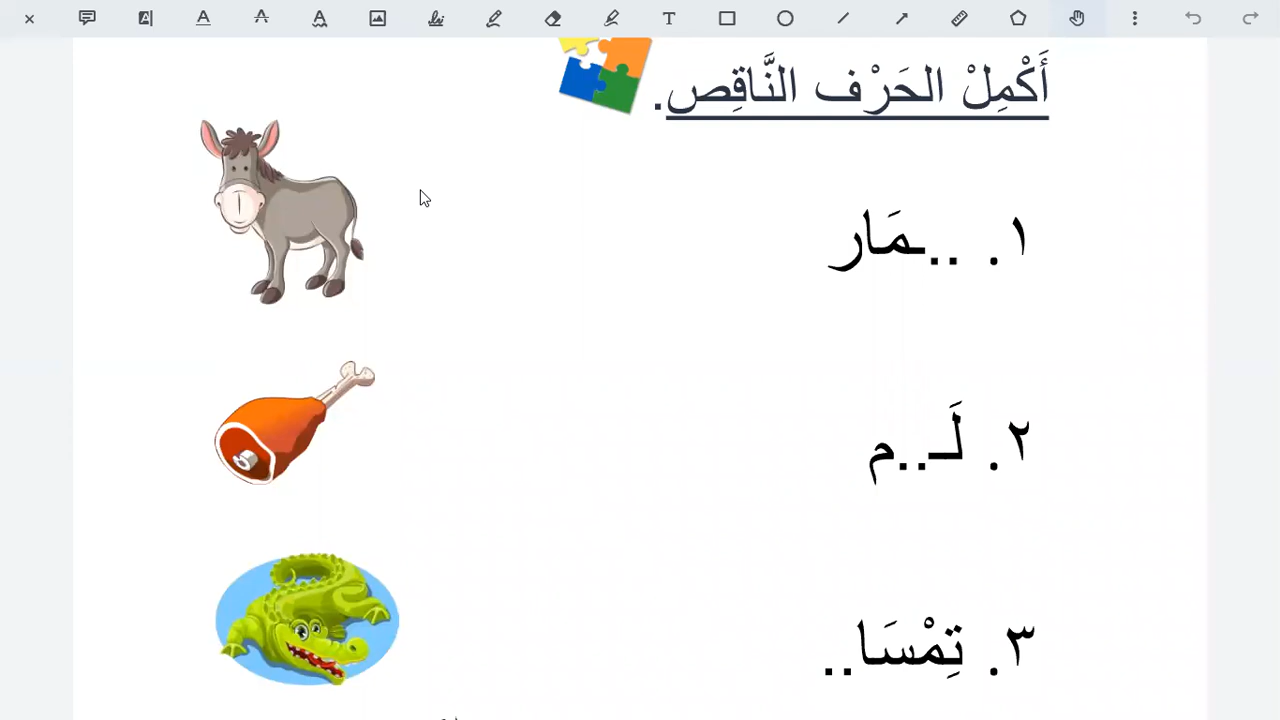 أَكْمِلْ الحَرْف النَّاقِص.
١. ..ـمَار
٢. لَـ..م
٣. تِمْسَا..